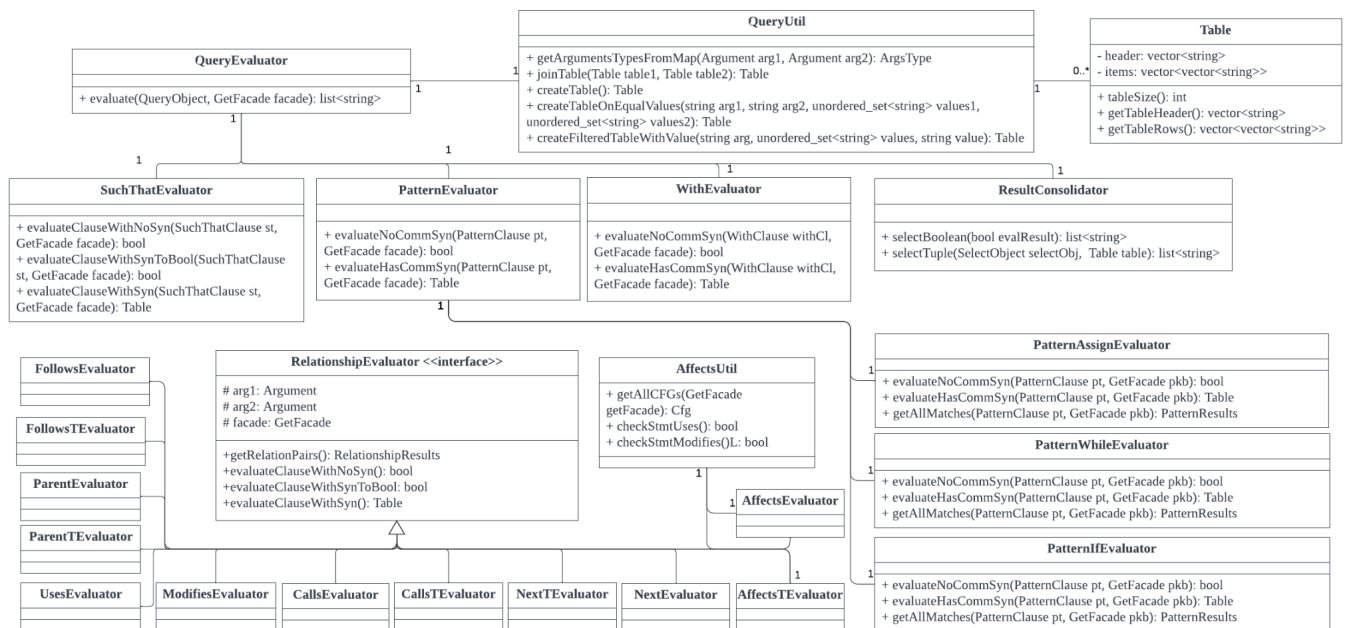 QueryUtil
+ getArgumentsTypesFromMap(Argument arg1, Argument arg2): ArgsType
+ joinTable(Table table1, Table table2): Table
+ createTable(): Table
+ createTableOnEqualValues(string arg1, string arg2, unordered_set<string> values1,
unordered_set<string> values2): Table
+ createFilteredTableWithValue(string arg, unordered_set<string> values, string value): Table
Table
- header: vector<string>
- items: vector<vector<string>>
+ tableSize(): int
+ getTableHeader(): vector<string>
+ getTableRows(): vector<vector<string>>
QueryEvaluator
+ evaluate(QueryObject, GetFacade facade): list<string>
1
1
1
0..*
1
1
1
1
1
SuchThatEvaluator
+ evaluateClauseWithNoSyn(SuchThatClause st,
GetFacade facade): bool
+ evaluateClauseWithSynToBool(SuchThatClause
st, GetFacade facade): bool
+ evaluateClauseWithSyn(SuchThatClause st,
GetFacade facade): Table
PatternEvaluator
+ evaluateNoCommSyn(PatternClause pt,
GetFacade facade): bool
+ evaluateHasCommSyn(PatternClause pt,
GetFacade facade): Table
1
WithEvaluator
+ evaluateNoCommSyn(WithClause withCl,
GetFacade facade): bool
+ evaluateHasCommSyn(WithClause withCl,
GetFacade facade): Table
ResultConsolidator
+ selectBoolean(bool evalResult): list<string>
+ selectTuple(SelectObject selectObj, Table table): list<string>
FollowsEvaluator
FollowsTEvaluator
ParentEvaluator
ParentTEvaluator
RelationshipEvaluator <<interface>>
# arg1: Argument
# arg2: Argument
# facade: GetFacade
+getRelationPairs(): RelationshipResults
+evaluateClauseWithNoSyn(): bool
+evaluateClauseWithSynToBool: bool
+evaluateClauseWithSyn(): Table
AffectsUtil
+ getAllCFGs(GetFacade
getFacade): Cfg
+ checkStmtUses(): bool
+ checkStmtModifies()L: bool
1
1
AffectsEvaluator
1
PatternAssignEvaluator
1
+ evaluateNoCommSyn(PatternClause pt, GetFacade pkb): bool
+ evaluateHasCommSyn(PatternClause pt, GetFacade pkb): Table
+ getAllMatches(PatternClause pt, GetFacade pkb): PatternResults
PatternWhileEvaluator
1
+ evaluateNoCommSyn(PatternClause pt, GetFacade pkb): bool
+ evaluateHasCommSyn(PatternClause pt, GetFacade pkb): Table
+ getAllMatches(PatternClause pt, GetFacade pkb): PatternResults
PatternIfEvaluator
1
+ evaluateNoCommSyn(PatternClause pt, GetFacade pkb): bool
+ evaluateHasCommSyn(PatternClause pt, GetFacade pkb): Table
+ getAllMatches(PatternClause pt, GetFacade pkb): PatternResults
UsesEvaluator
ModifiesEvaluator
CallsEvaluator
CallsTEvaluator
NextTEvaluator
NextEvaluator
AffectsTEvaluator